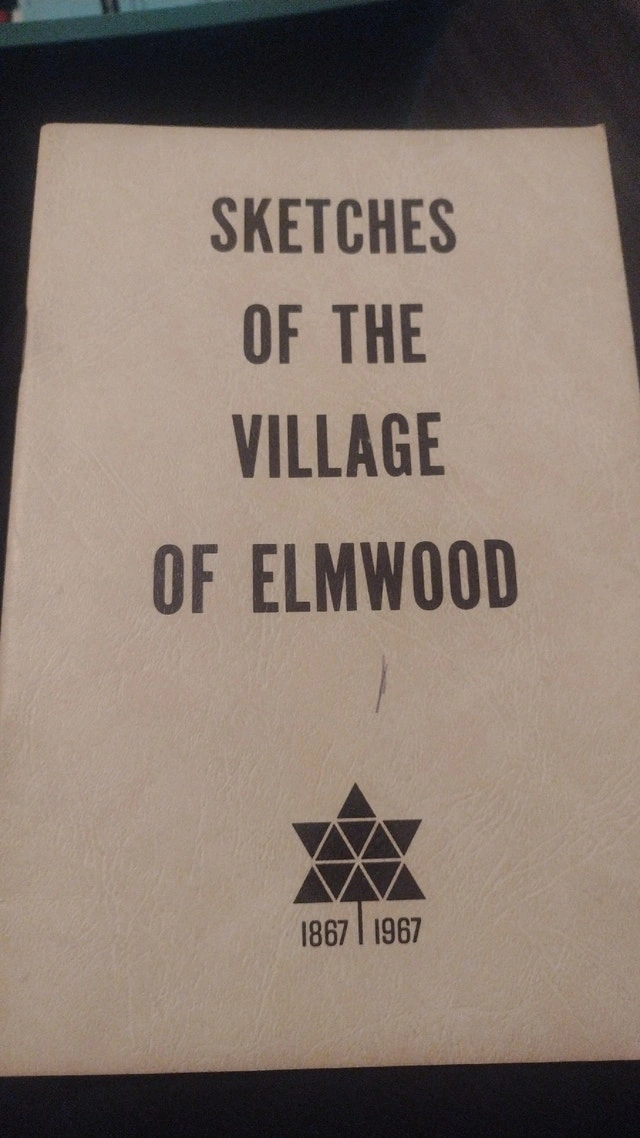 SKETCHES
OF THE
VILLAGE
OF ELMWOOD
1867 1967